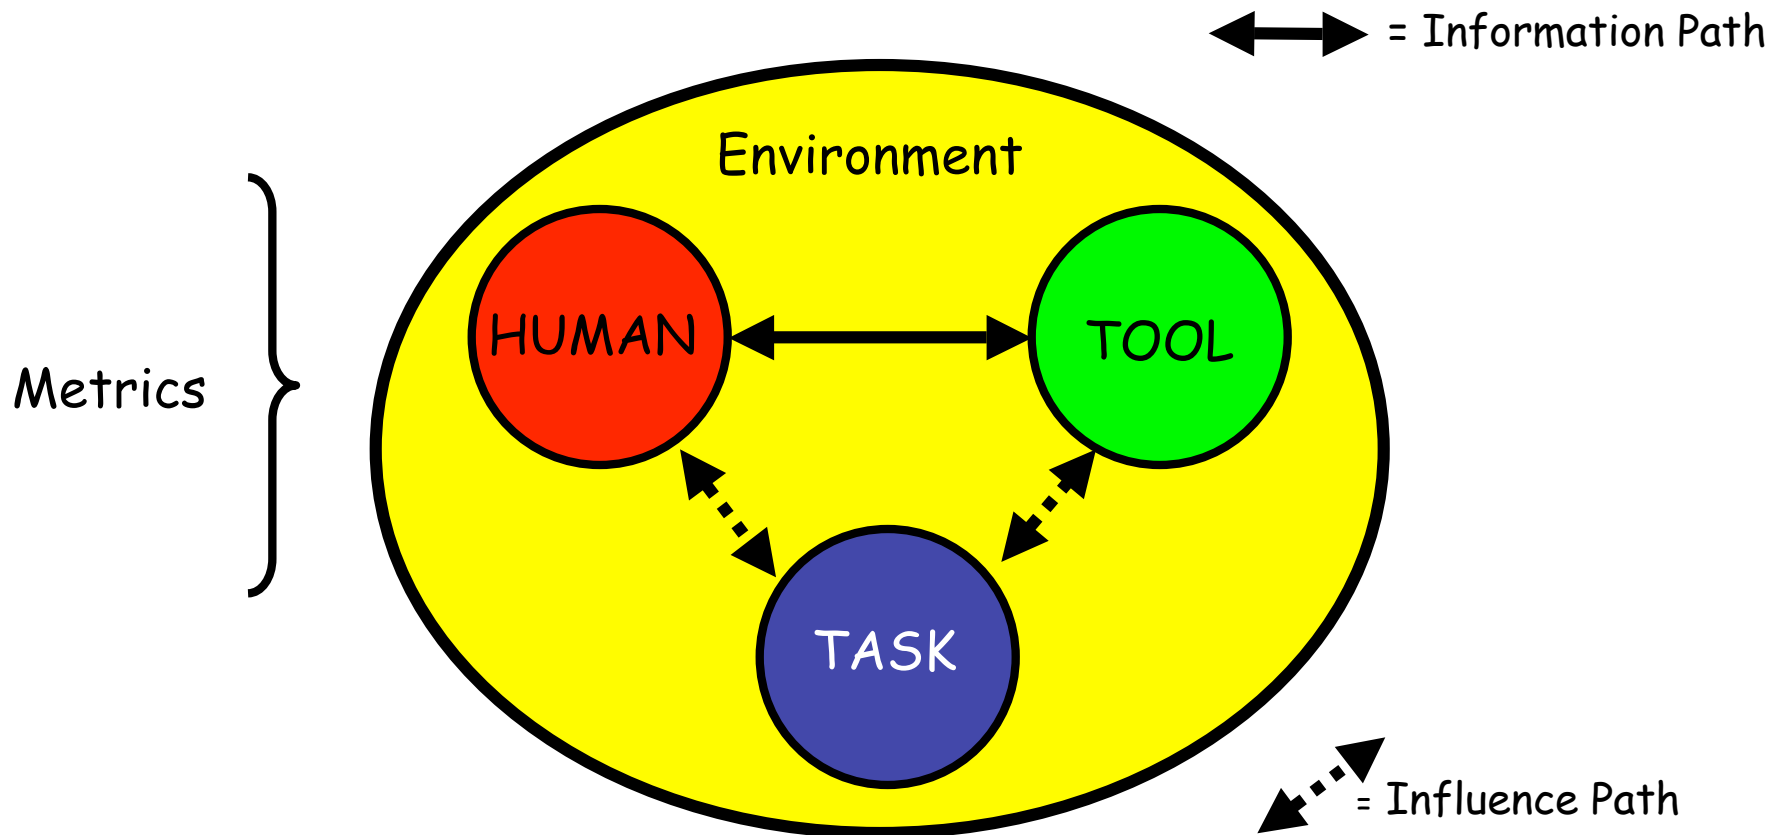 = Information Path
Environment
HUMAN
TOOL
Metrics
TASK
= Influence Path